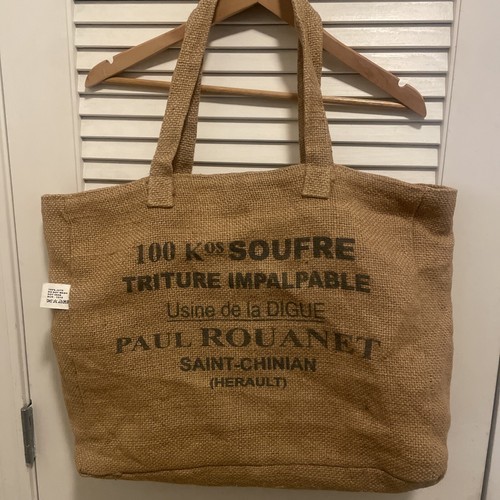 100 Kos SOUFRE
TRITURE IMPALPABLE
Usine de la DIGUE
PAUL ROUANET
SAINT-CHINIAN
(HERAULT)